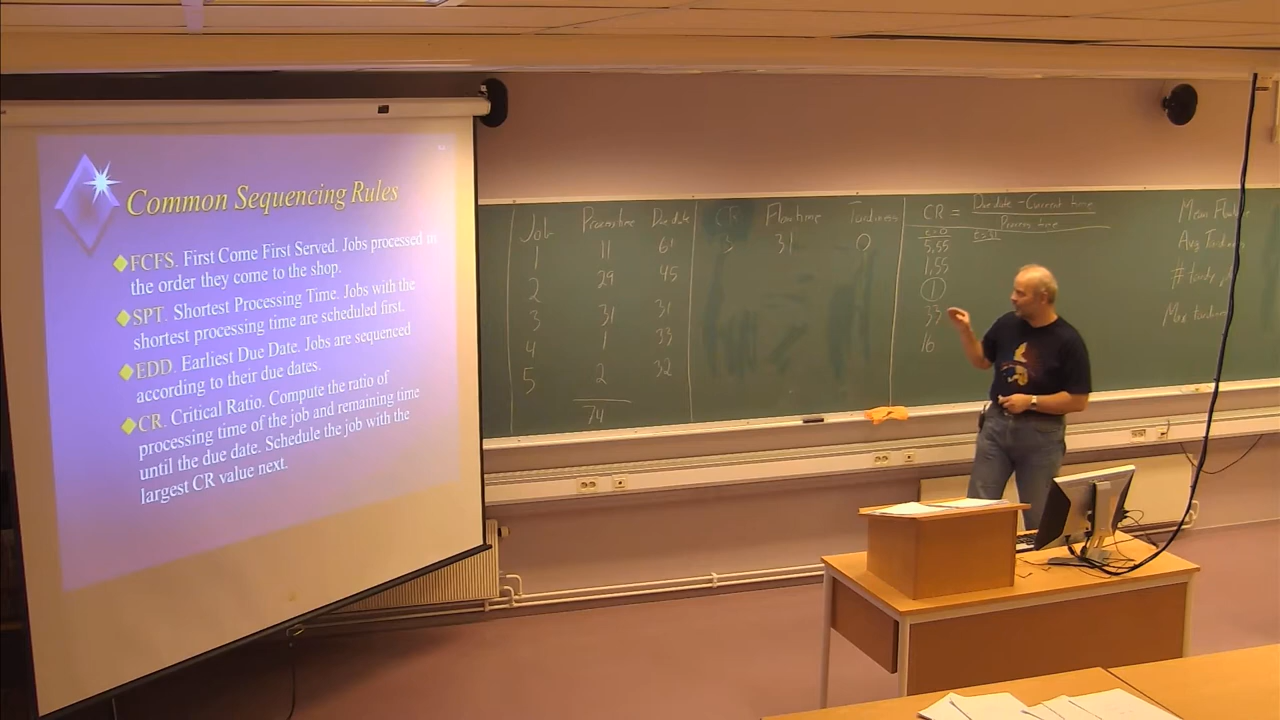 Common Sequencing Rules
FCFS. First Come First Served. Jobs processed in
the order they come to the shop.
SPT. Shortest Processing Time. Jobs with the
shortest processing time are scheduled first.
EDD. Earliest Due Date. Jobs are sequenced
according to their due dates.
CR. Critical Ratio. Compute the ratio of
processing time of the job and remaining time
until the due date. Schedule the job with the
largest CR value next.
Job Process time Due date CR Flowtime Tardiness
1 11 61 3 31 0
2 29 45
3 31 31
4 1 33
5 2 32
74
CR = Due date - Current time
Process time
t=0 t=31
5,55
1,55
1
33
16
Mean
Avg
# tardy
Max tardiness